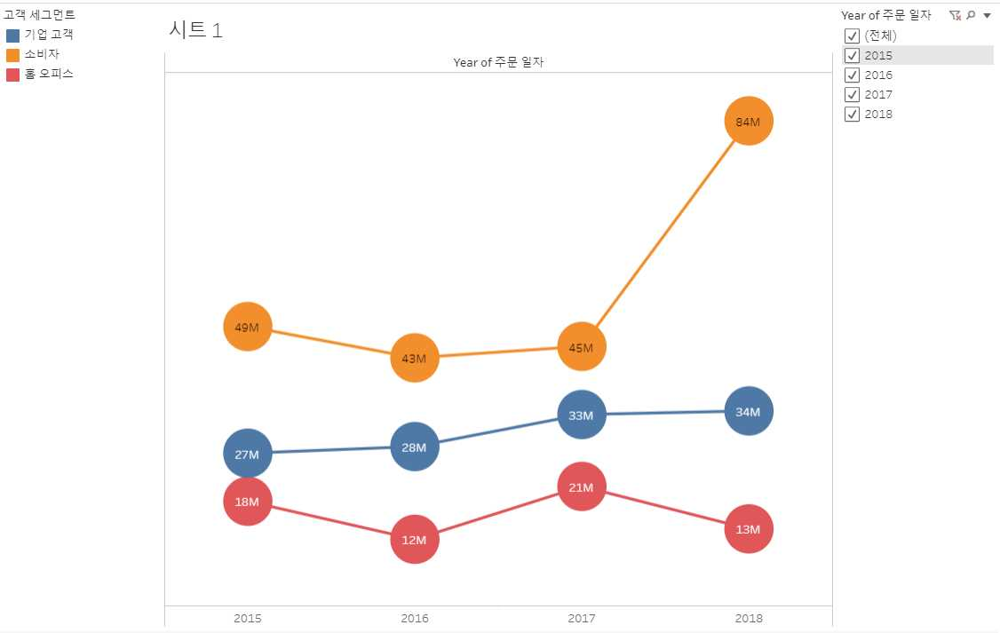 고객 세그먼트
기업 고객
소비자
홈 오피스
시트 1
Year of 주문 일자
84M
49M
43M
45M
27M
28M
33M
34M
18M
12M
21M
13M
2015
2016
2017
2018
Year of 주문 일자
(전체)
2015
2016
2017
2018